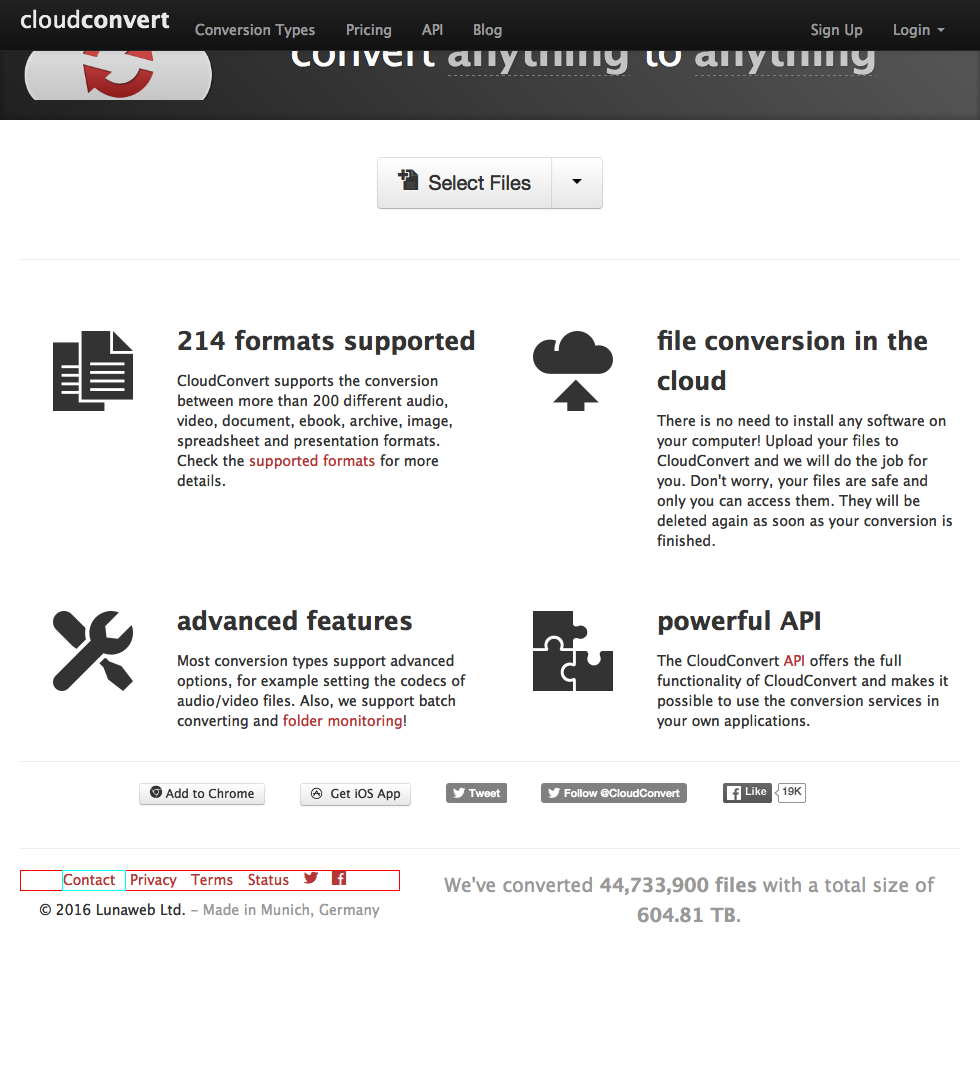 cloudconvert Conversion Types Pricing API Blog Sign Up Login
convert anything to anything
Select Files
214 formats supported
CloudConvert supports the conversion
between more than 200 different audio,
video, document, ebook, archive, image,
spreadsheet and presentation formats.
Check the supported formats for more
details.
file conversion in the
cloud
There is no need to install any software on
your computer! Upload your files to
CloudConvert and we will do the job for
you. Don't worry, your files are safe and
only you can access them. They will be
deleted again as soon as your conversion is
finished.
advanced features
Most conversion types support advanced
options, for example setting the codecs of
audio/video files. Also, we support batch
converting and folder monitoring!
powerful API
The CloudConvert API offers the full
functionality of CloudConvert and makes it
possible to use the conversion services in
your own applications.
Add to Chrome Get iOS App Tweet Follow @CloudConvert Like 19K
Contact Privacy Terms Status
© 2016 Lunaweb Ltd. – Made in Munich, Germany
We've converted 44,733,900 files with a total size of
604.81 TB.